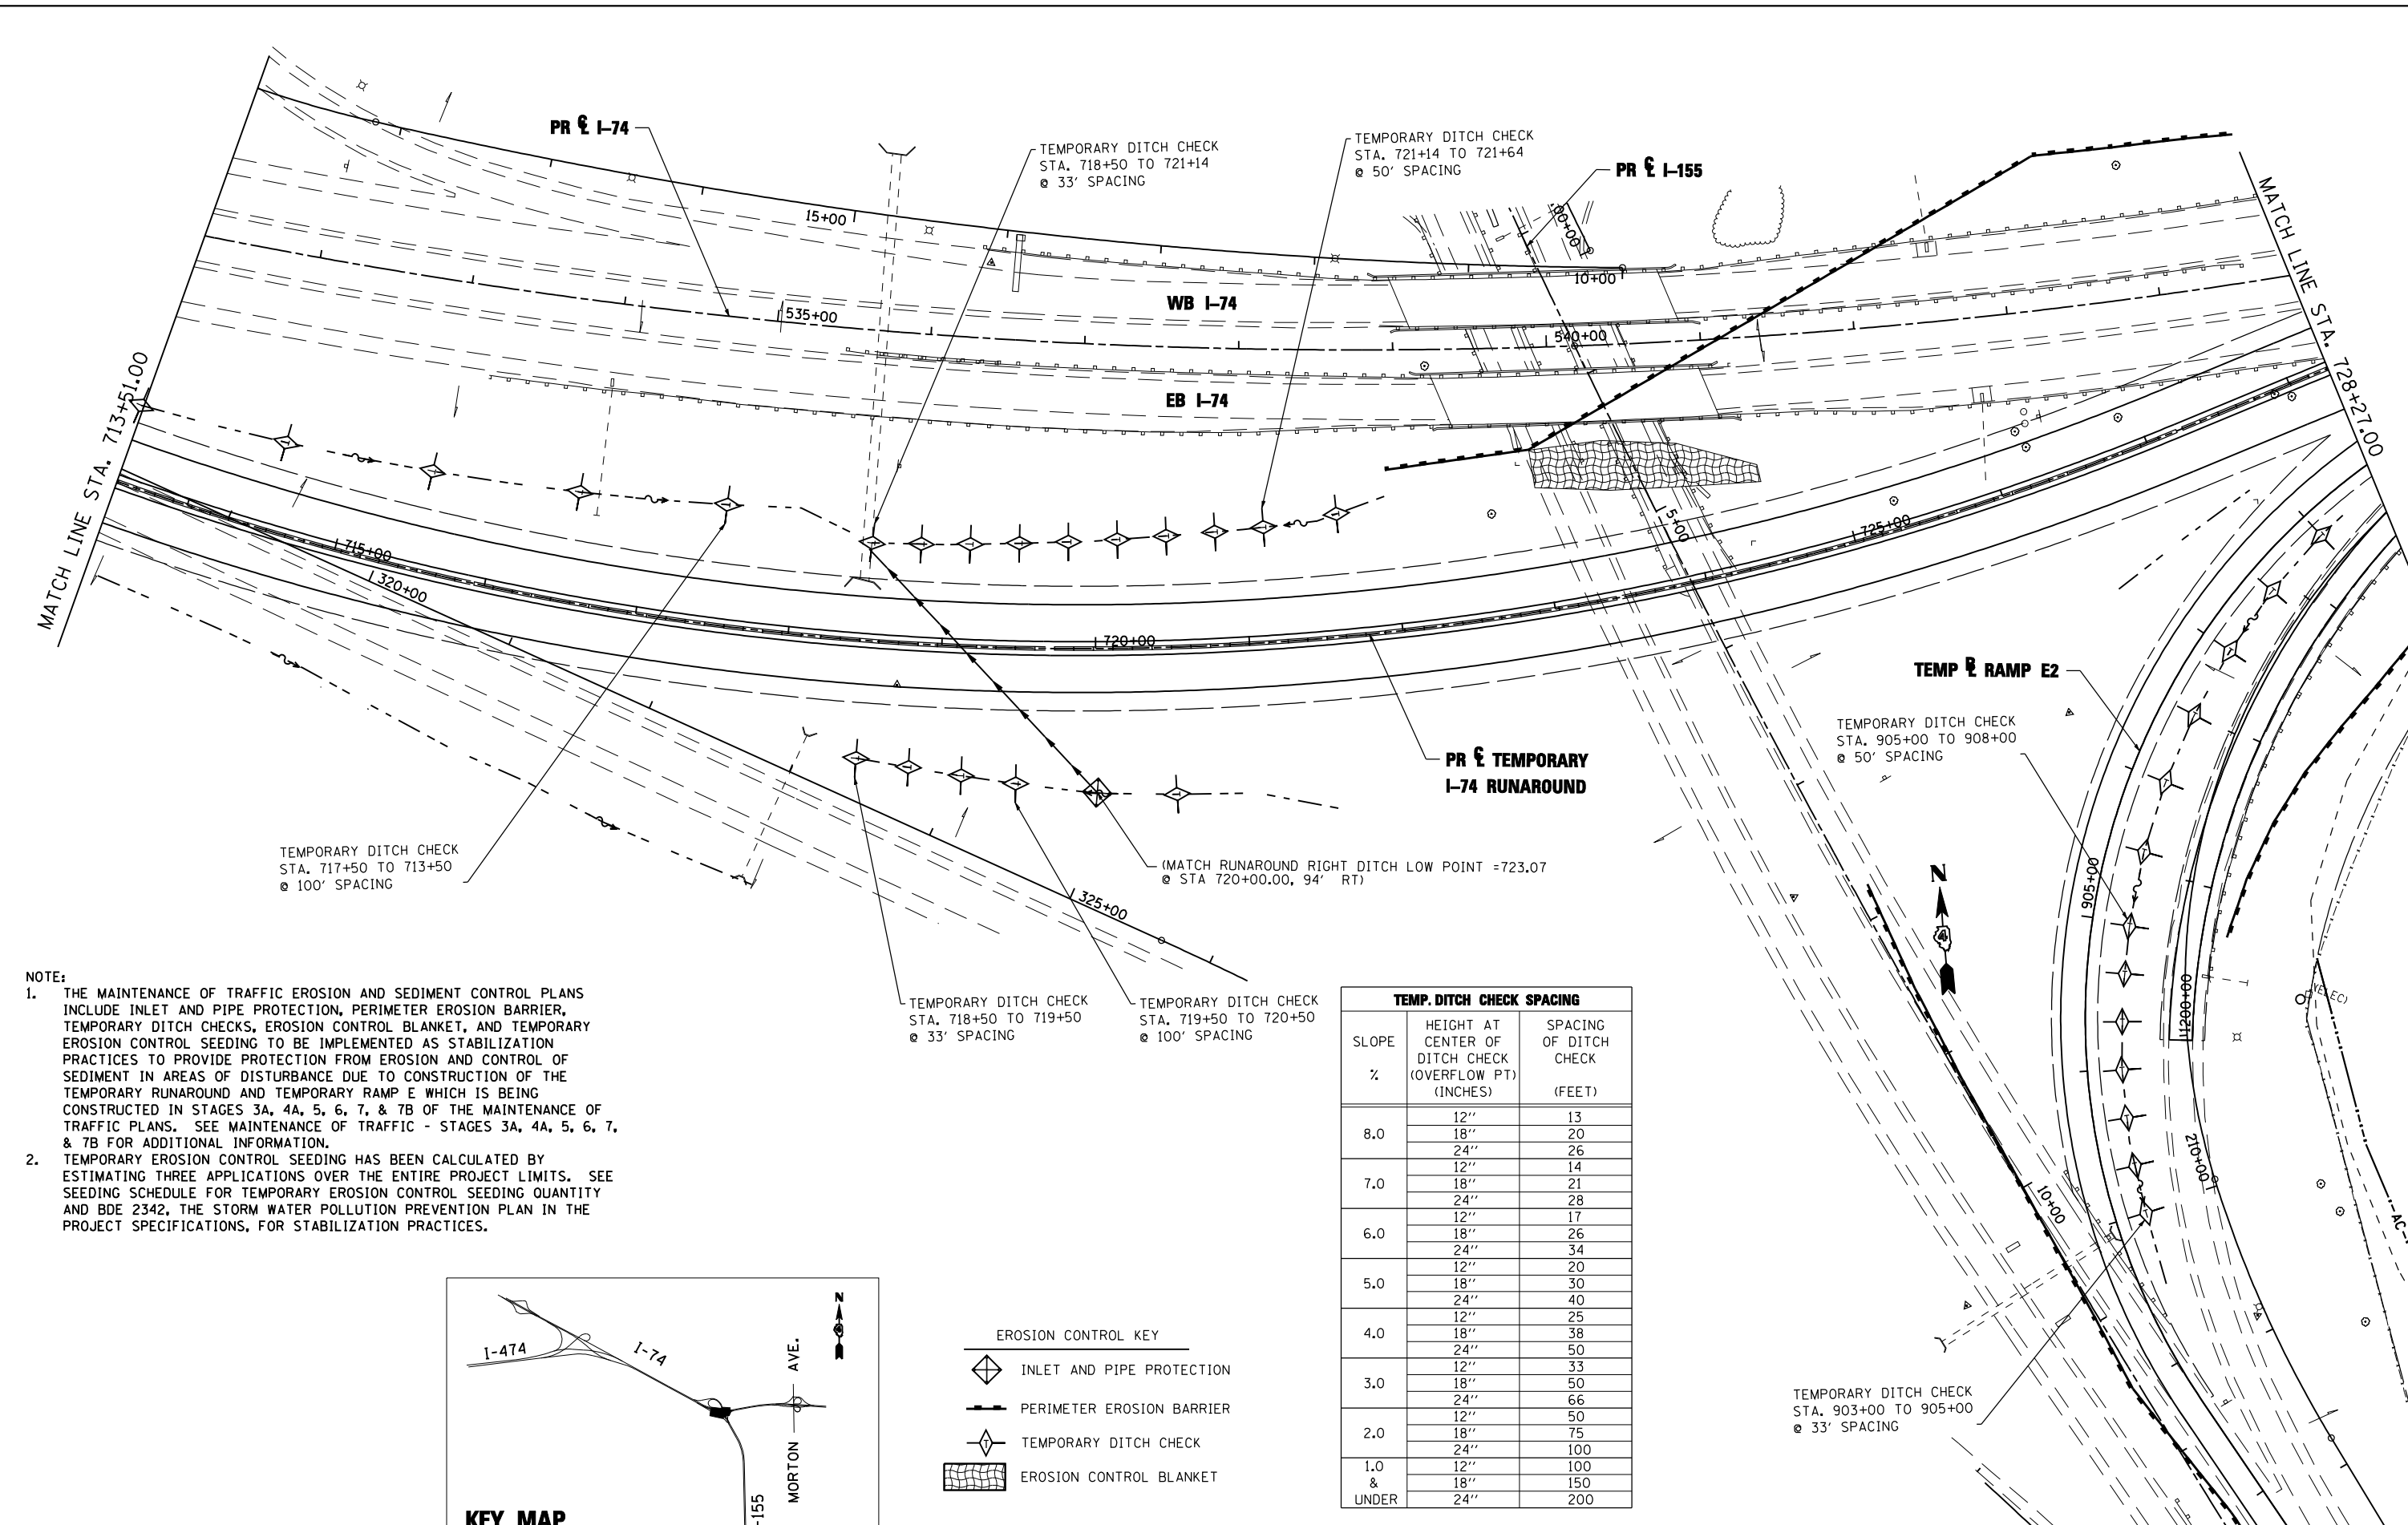 PR ℄ I-74
TEMPORARY DITCH CHECK
STA. 718+50 TO 721+14
@ 33' SPACING
TEMPORARY DITCH CHECK
STA. 721+14 TO 721+64
@ 50' SPACING
PR ℄ I-155
MATCH LINE STA. 728+27.00
15+00
00+00
10+00
WB I-74
535+00
540+00
EB I-74
MATCH LINE STA. 713+51.00
5+00
715+00
725+00
320+00
720+00
TEMP RAMP E2
TEMPORARY DITCH CHECK
STA. 905+00 TO 908+00
@ 50' SPACING
PR ℄ TEMPORARY
I-74 RUNAROUND
TEMPORARY DITCH CHECK
STA. 717+50 TO 713+50
@ 100' SPACING
(MATCH RUNAROUND RIGHT DITCH LOW POINT =723.07
@ STA 720+00.00, 94' RT)
905+00
N
4
325+00
TEMPORARY DITCH CHECK
STA. 718+50 TO 719+50
@ 33' SPACING
TEMPORARY DITCH CHECK
STA. 719+50 TO 720+50
@ 100' SPACING
1200+00
210+00
10+00
AC
TEMPORARY DITCH CHECK
STA. 903+00 TO 905+00
@ 33' SPACING
NOTE:
1. THE MAINTENANCE OF TRAFFIC EROSION AND SEDIMENT CONTROL PLANS
INCLUDE INLET AND PIPE PROTECTION, PERIMETER EROSION BARRIER,
TEMPORARY DITCH CHECKS, EROSION CONTROL BLANKET, AND TEMPORARY
EROSION CONTROL SEEDING TO BE IMPLEMENTED AS STABILIZATION
PRACTICES TO PROVIDE PROTECTION FROM EROSION AND CONTROL OF
SEDIMENT IN AREAS OF DISTURBANCE DUE TO CONSTRUCTION OF THE
TEMPORARY RUNAROUND AND TEMPORARY RAMP E WHICH IS BEING
CONSTRUCTED IN STAGES 3A, 4A, 5, 6, 7, & 7B OF THE MAINTENANCE OF
TRAFFIC PLANS. SEE MAINTENANCE OF TRAFFIC - STAGES 3A, 4A, 5, 6, 7,
& 7B FOR ADDITIONAL INFORMATION.
2. TEMPORARY EROSION CONTROL SEEDING HAS BEEN CALCULATED BY
ESTIMATING THREE APPLICATIONS OVER THE ENTIRE PROJECT LIMITS. SEE
SEEDING SCHEDULE FOR TEMPORARY EROSION CONTROL SEEDING QUANTITY
AND BDE 2342, THE STORM WATER POLLUTION PREVENTION PLAN IN THE
PROJECT SPECIFICATIONS, FOR STABILIZATION PRACTICES.
TEMP. DITCH CHECK SPACING
SLOPE % HEIGHT AT CENTER OF DITCH CHECK (OVERFLOW PT) (INCHES) SPACING OF DITCH CHECK (FEET)
8.0 12'' 13
18'' 20
24'' 26
7.0 12'' 14
18'' 21
24'' 28
6.0 12'' 17
18'' 26
24'' 34
5.0 12'' 20
18'' 30
24'' 40
4.0 12'' 25
18'' 38
24'' 50
3.0 12'' 33
18'' 50
24'' 66
2.0 12'' 50
18'' 75
24'' 100
1.0 & UNDER 12'' 100
18'' 150
24'' 200
N
4
I-474
I-74
MORTON AVE.
-155
KEY MAP
EROSION CONTROL KEY
INLET AND PIPE PROTECTION
PERIMETER EROSION BARRIER
TEMPORARY DITCH CHECK
EROSION CONTROL BLANKET